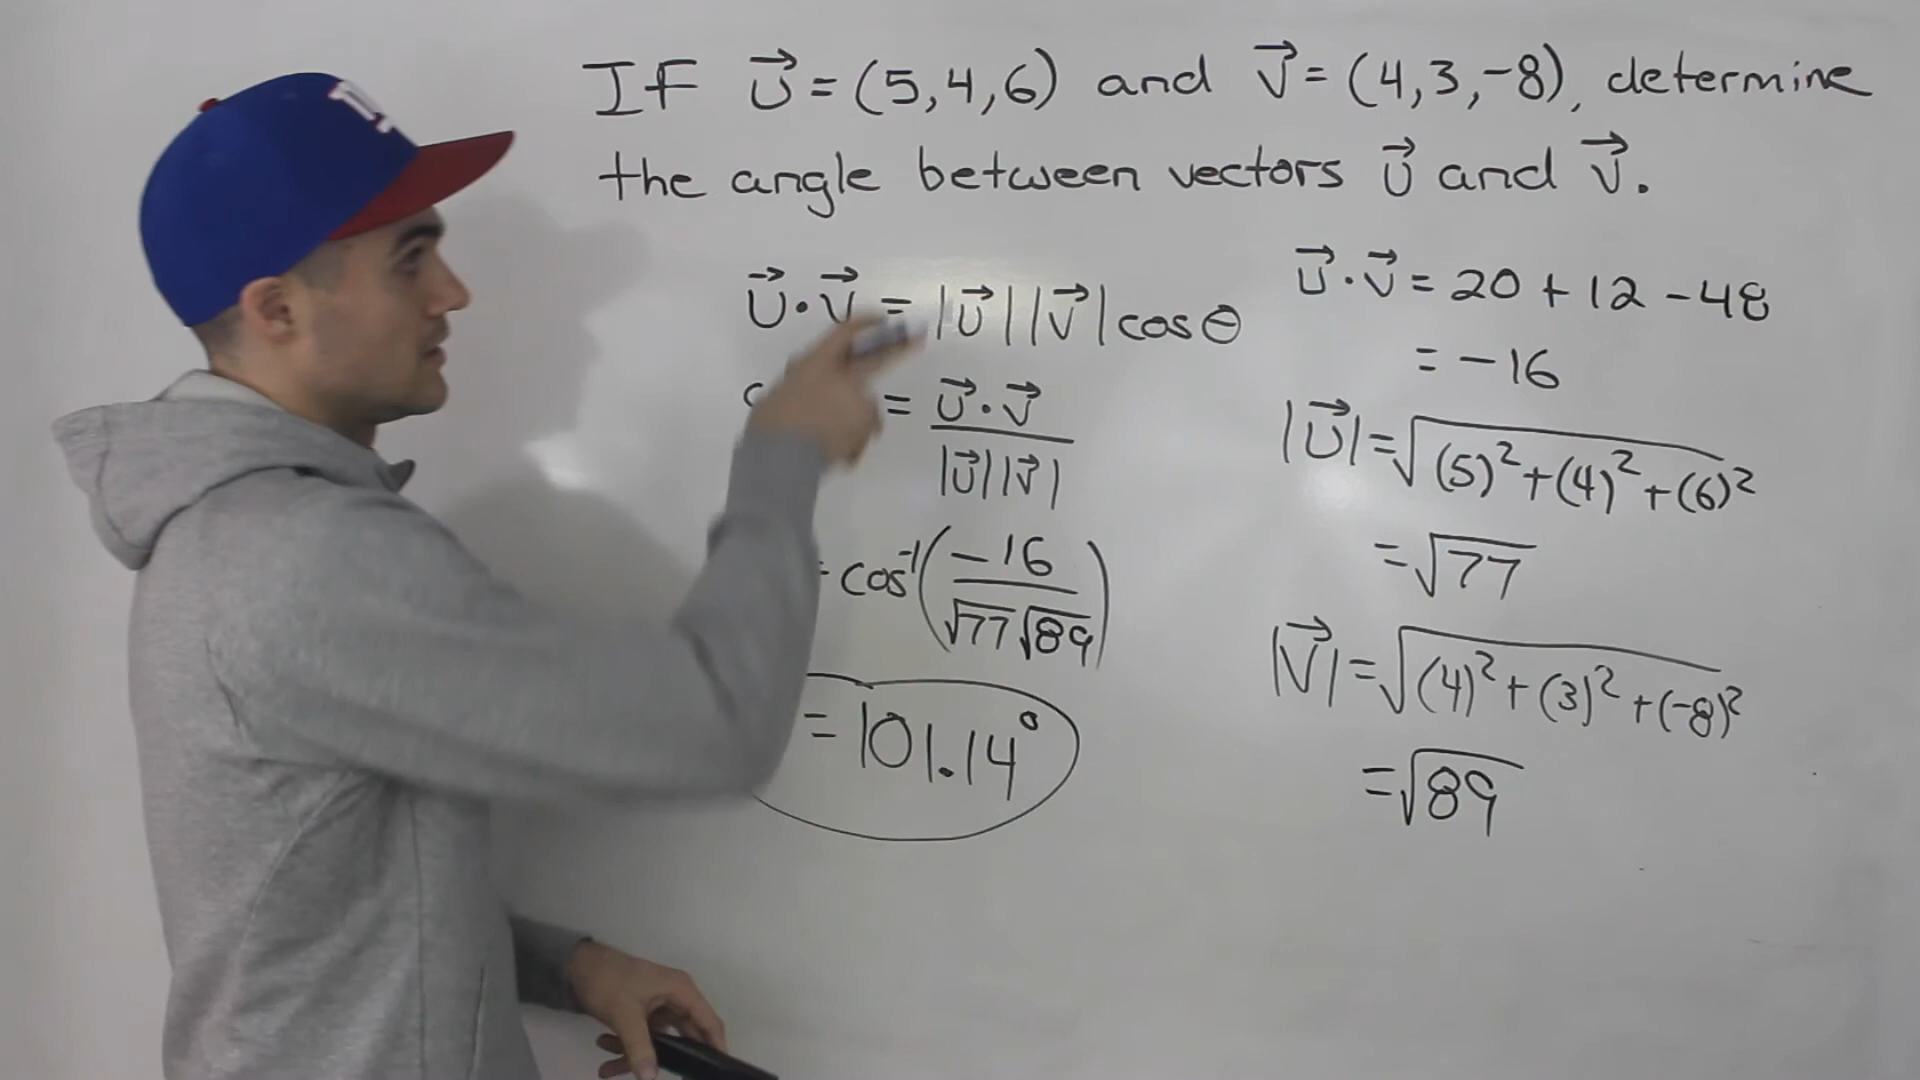 IF u⃗ = (5,4,6) and v⃗ = (4,3,-8), determine
the angle between vectors u⃗ and v⃗.
u⃗·v⃗ = |u⃗||v⃗|cosθ
= u⃗·v⃗ / |u⃗||v⃗|
= cos⁻¹(-16 / √77√89)
= 101.14°
u⃗·v⃗ = 20 + 12 - 48
= -16
|u⃗| = √(5)² + (4)² + (6)²
= √77
|v⃗| = √(4)² + (3)² + (-8)²
= √89